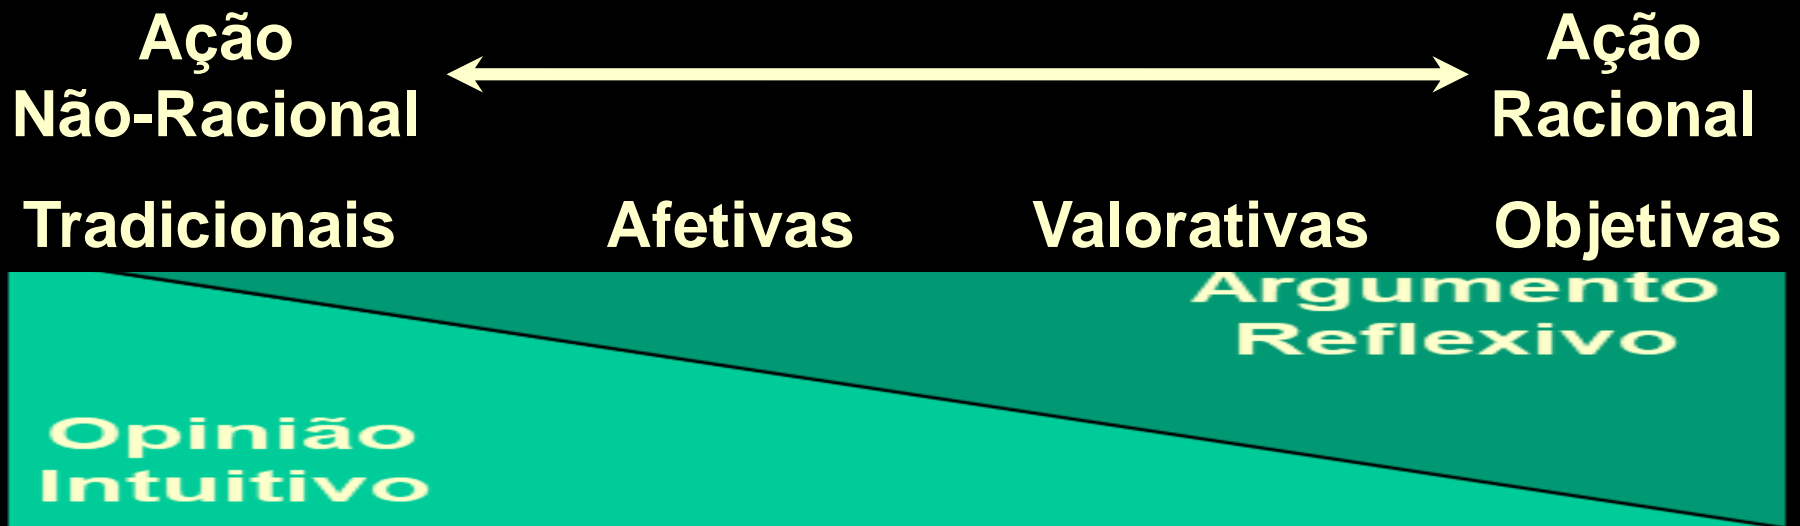 Ação
Não-Racional
Ação
Racional
Tradicionais Afetivas Valorativas Objetivas
Argumento
Reflexivo
Opinião
Intuitivo